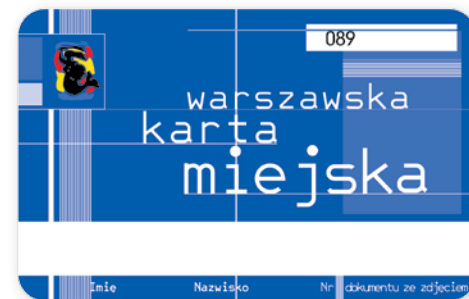 089
warszawska
karta
miejska
Imię Nazwisko Nr dokumentu ze zdjęciem